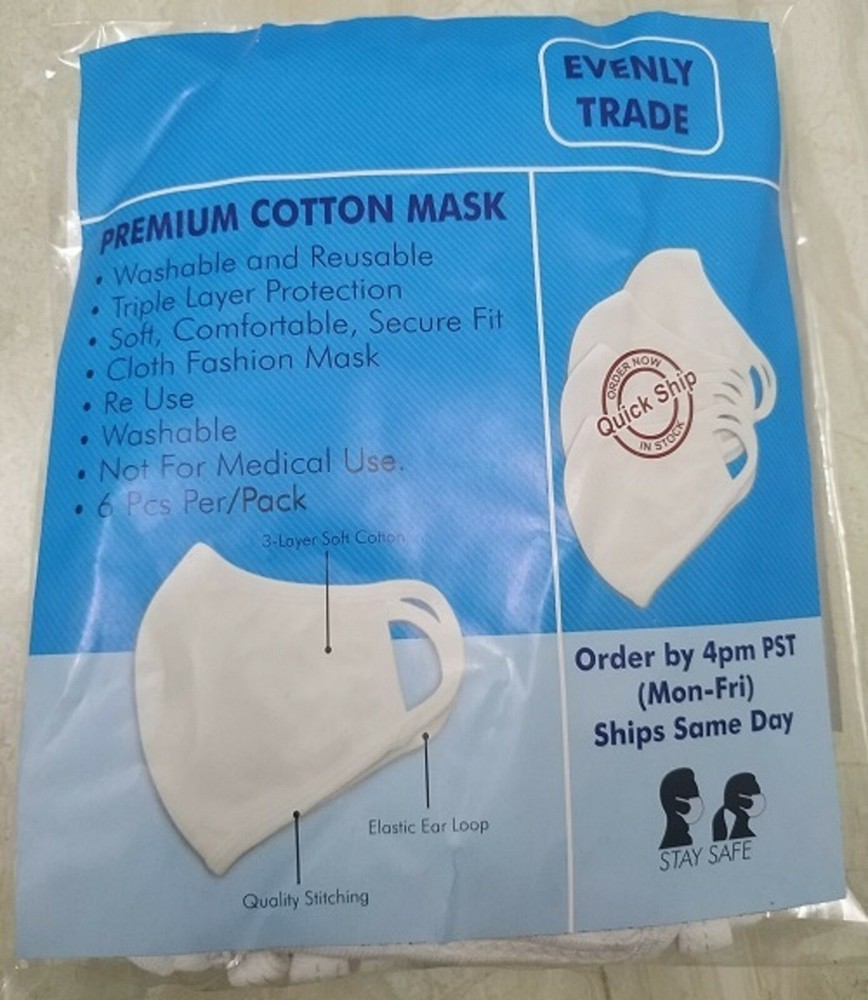 EVENLY
TRADE
PREMIUM COTTON MASK
• Washable and Reusable
• Triple Layer Protection
• Soft, Comfortable, Secure Fit
• Cloth Fashion Mask
• Re Use
• Washable
• Not For Medical Use.
• 6 Pcs Per/Pack
3-Layer Soft Cotton
Elastic Ear Loop
Quality Stitching
ORDER NOW
Quick Ship
IN STOCK
Order by 4pm PST
(Mon-Fri)
Ships Same Day
STAY SAFE